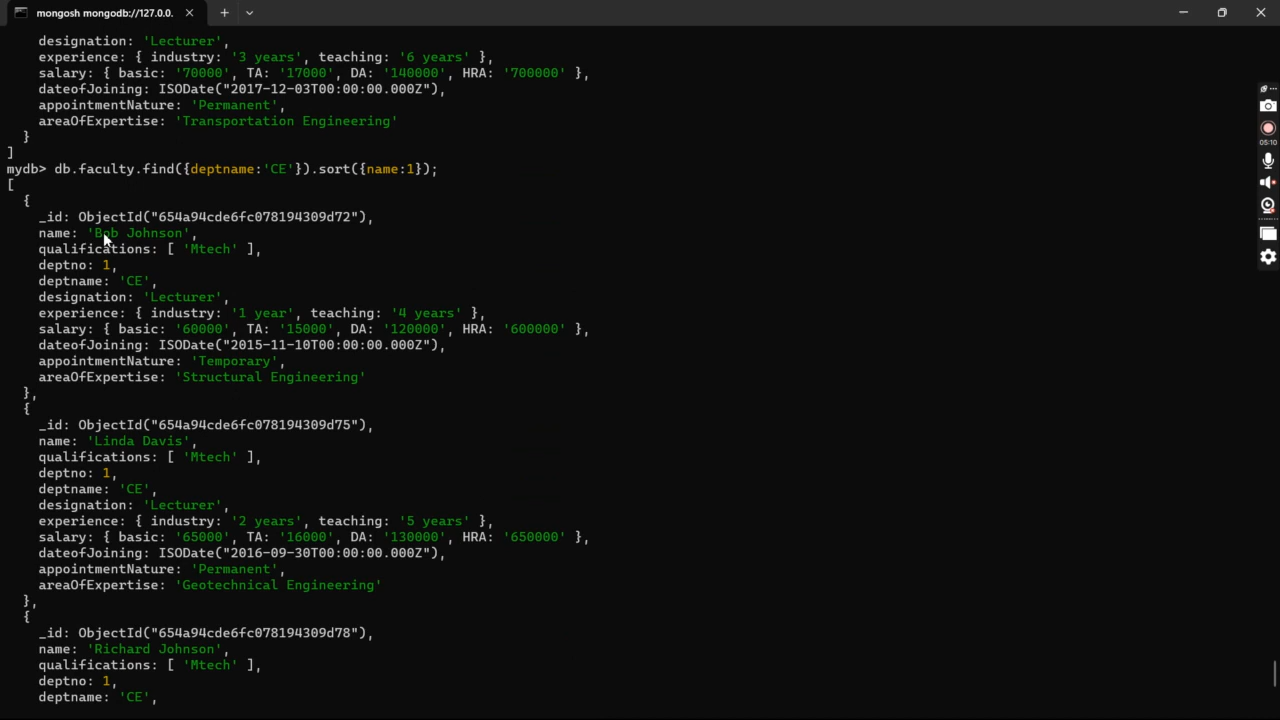 mongosh mongodb://127.0.0.
designation: 'Lecturer',
experience: { industry: '3 years', teaching: '6 years' },
salary: { basic: '70000', TA: '17000', DA: '140000', HRA: '700000' },
dateofJoining: ISODate("2017-12-03T00:00:00.000Z"),
appointmentNature: 'Permanent',
areaOfExpertise: 'Transportation Engineering'
}
]
mydb> db.faculty.find({deptname:'CE'}).sort({name:1});
[
{
_id: ObjectId("654a94cde6fc078194309d72"),
name: 'Bob Johnson',
qualifications: [ 'Mtech' ],
deptno: 1,
deptname: 'CE',
designation: 'Lecturer',
experience: { industry: '1 year', teaching: '4 years' },
salary: { basic: '60000', TA: '15000', DA: '120000', HRA: '600000' },
dateofJoining: ISODate("2015-11-10T00:00:00.000Z"),
appointmentNature: 'Temporary',
areaOfExpertise: 'Structural Engineering'
},
{
_id: ObjectId("654a94cde6fc078194309d75"),
name: 'Linda Davis',
qualifications: [ 'Mtech' ],
deptno: 1,
deptname: 'CE',
designation: 'Lecturer',
experience: { industry: '2 years', teaching: '5 years' },
salary: { basic: '65000', TA: '16000', DA: '130000', HRA: '650000' },
dateofJoining: ISODate("2016-09-30T00:00:00.000Z"),
appointmentNature: 'Permanent',
areaOfExpertise: 'Geotechnical Engineering'
},
{
_id: ObjectId("654a94cde6fc078194309d78"),
name: 'Richard Johnson',
qualifications: [ 'Mtech' ],
deptno: 1,
deptname: 'CE',
05:10